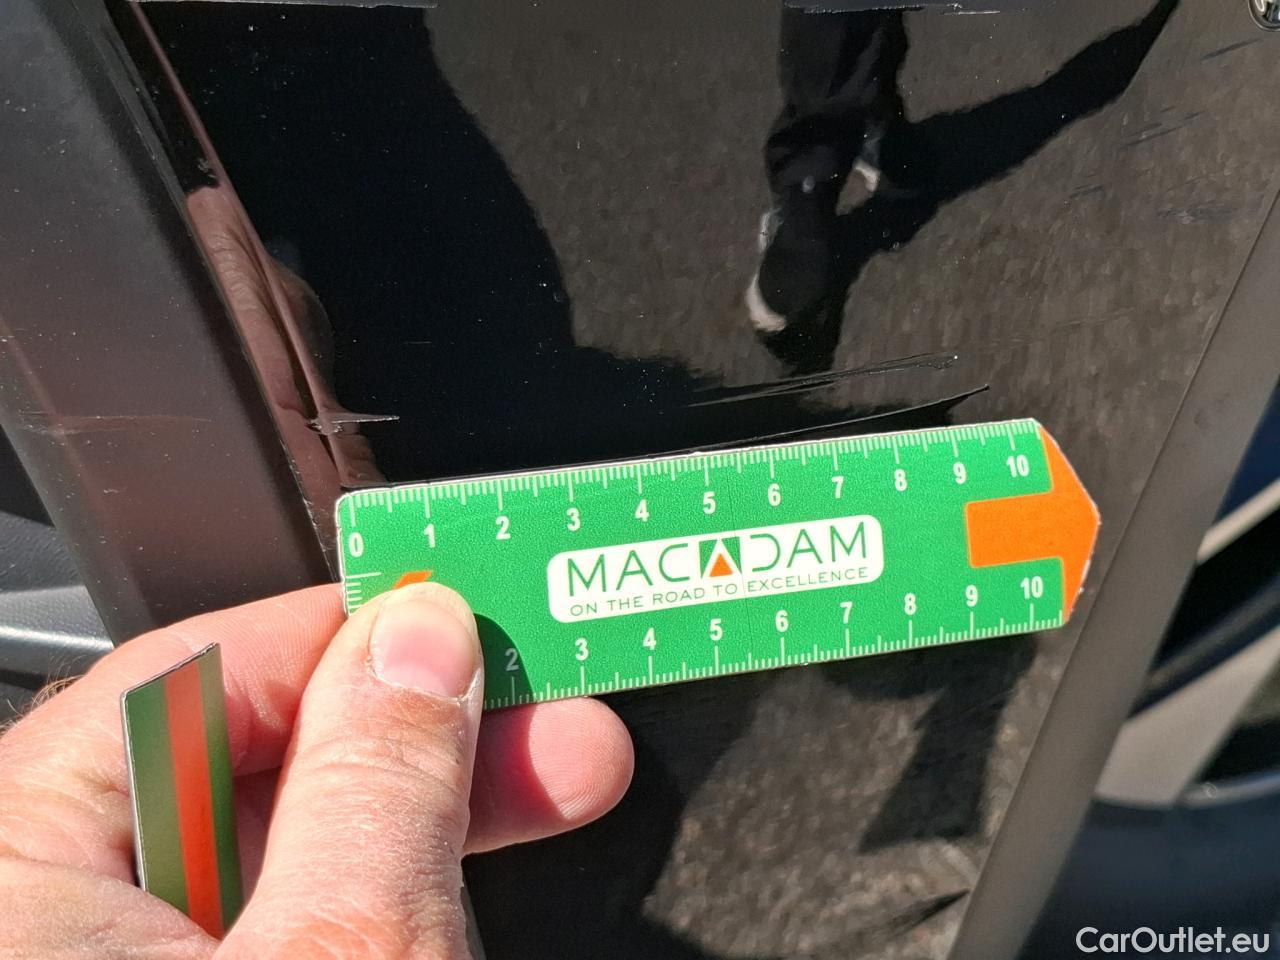 0 1 2 3 4 5 6 7 8 9 10
MACADAM
ON THE ROAD TO EXCELLENCE
2 3 4 5 6 7 8 9 10
CarOutlet.eu